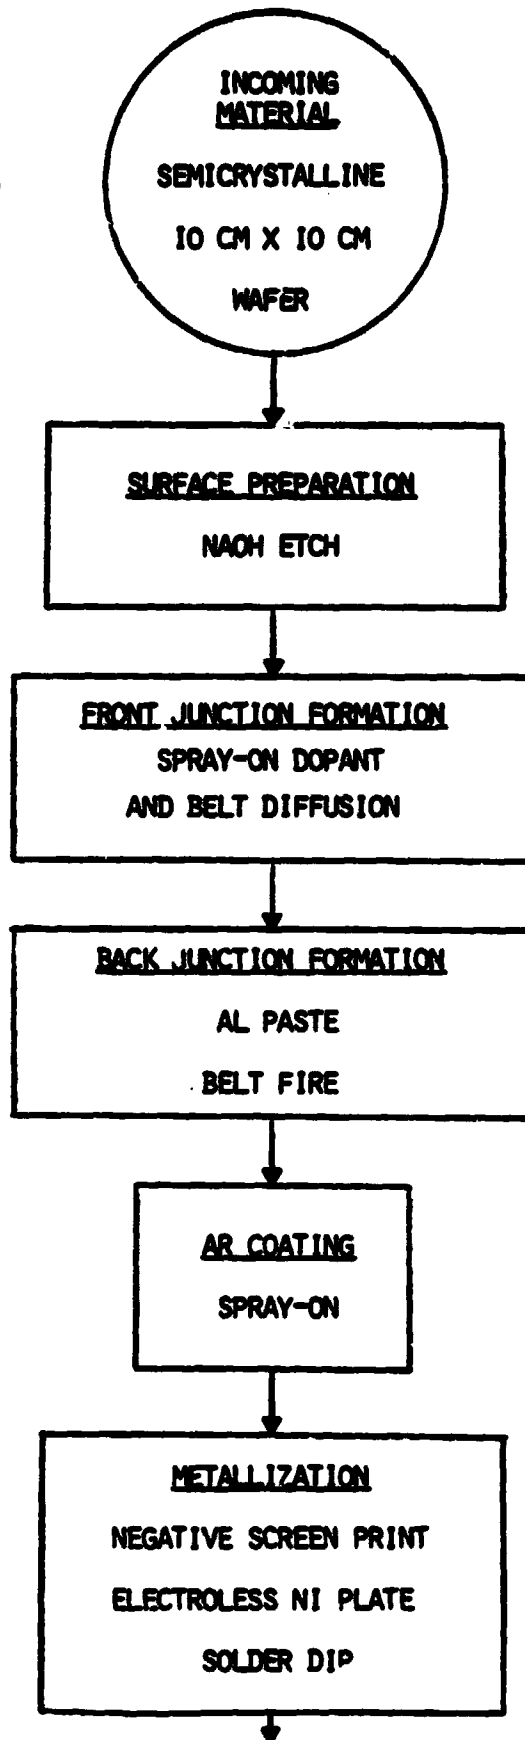 INCOMING
MATERIAL
SEMICRYSTALLINE
10 CM X 10 CM
WAFER
SURFACE PREPARATION
NAOH ETCH
FRONT JUNCTION FORMATION
SPRAY-ON DOPANT
AND BELT DIFFUSION
BACK JUNCTION FORMATION
AL PASTE
BELT FIRE
AR COATING
SPRAY-ON
METALLIZATION
NEGATIVE SCREEN PRINT
ELECTROLESS NI PLATE
SOLDER DIP